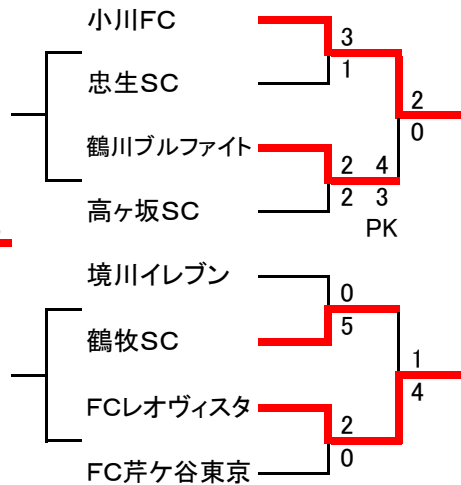 小川FC
3
1
忠生SC
2
0
鶴川ブルファイト
2 4
2 3
PK
高ヶ坂SC
境川イレブン
0
5
鶴牧SC
1
4
FCレオヴィスタ
2
0
FC芹ケ谷東京